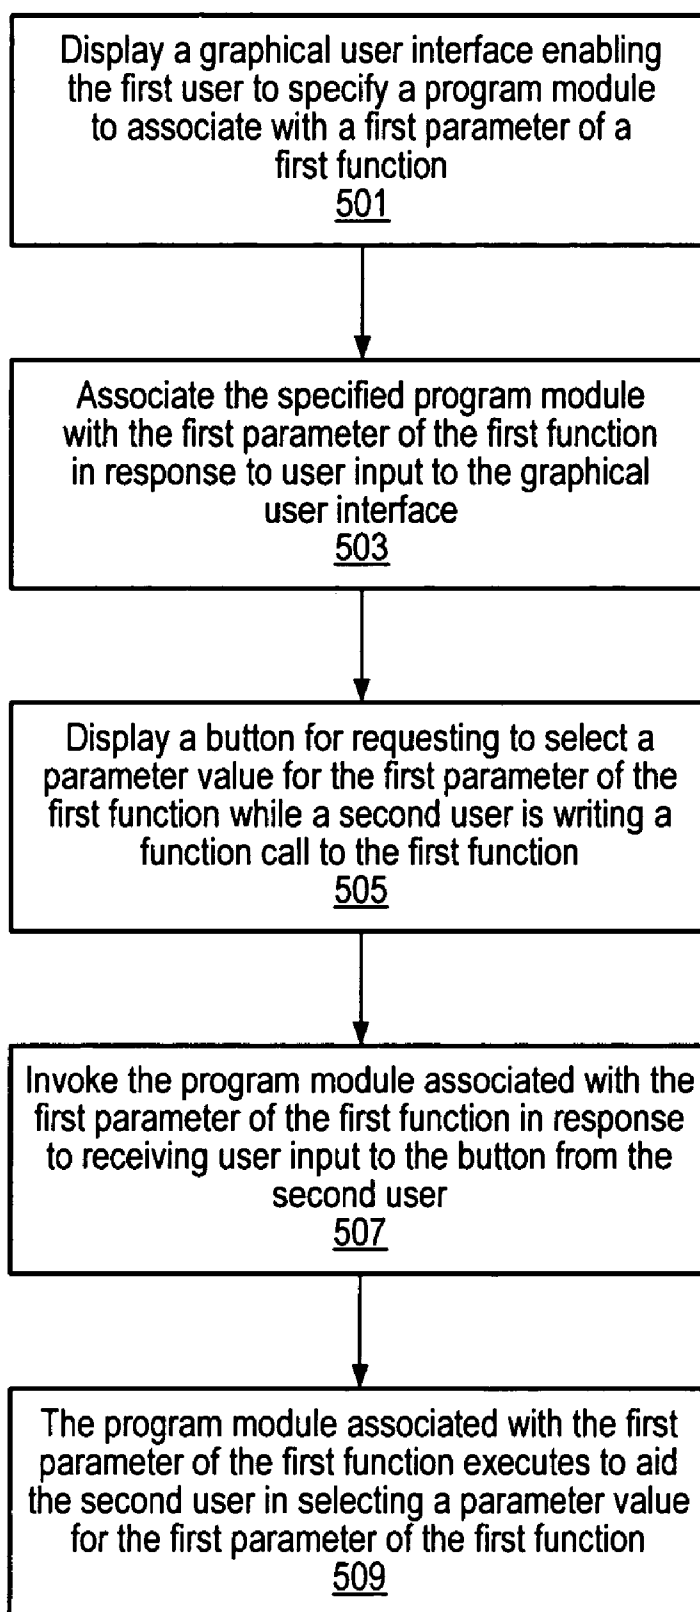 Display a graphical user interface enabling
the first user to specify a program module
to associate with a first parameter of a
first function
501
Associate the specified program module
with the first parameter of the first function
in response to user input to the graphical
user interface
503
Display a button for requesting to select a
parameter value for the first parameter of the
first function while a second user is writing a
function call to the first function
505
Invoke the program module associated with the
first parameter of the first function in response
to receiving user input to the button from the
second user
507
The program module associated with the first
parameter of the first function executes to aid
the second user in selecting a parameter value
for the first parameter of the first function
509